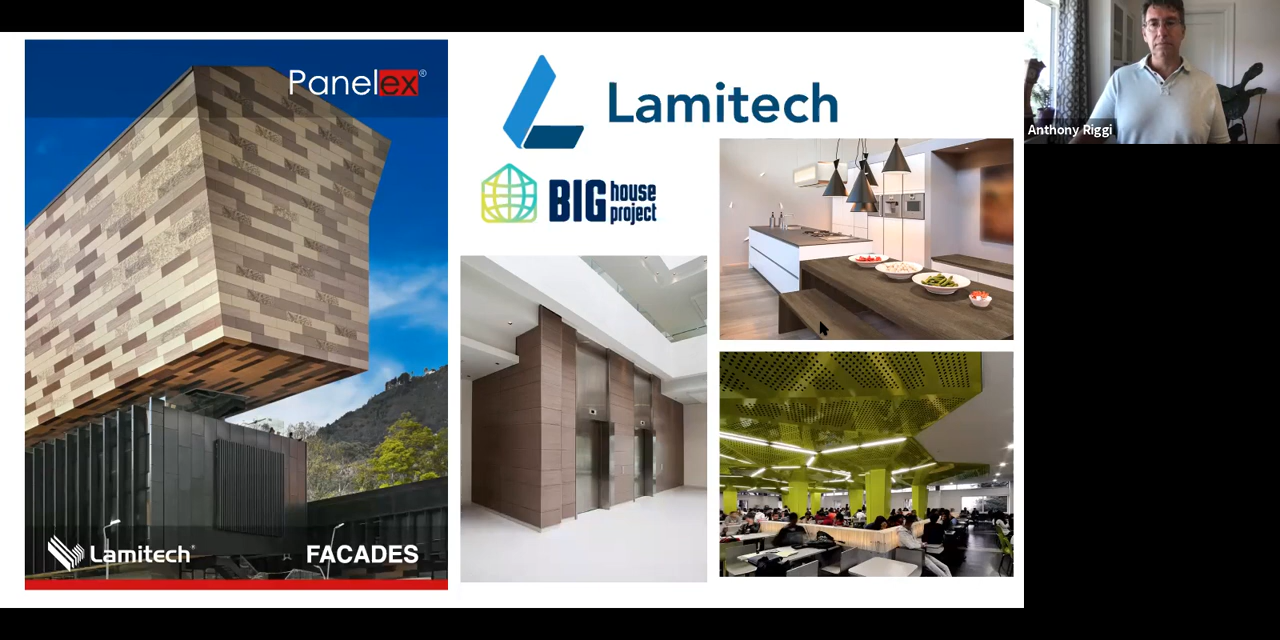 Panelex®
Lamitech
BIG house project
Lamitech®
FACADES
Anthony Riggi